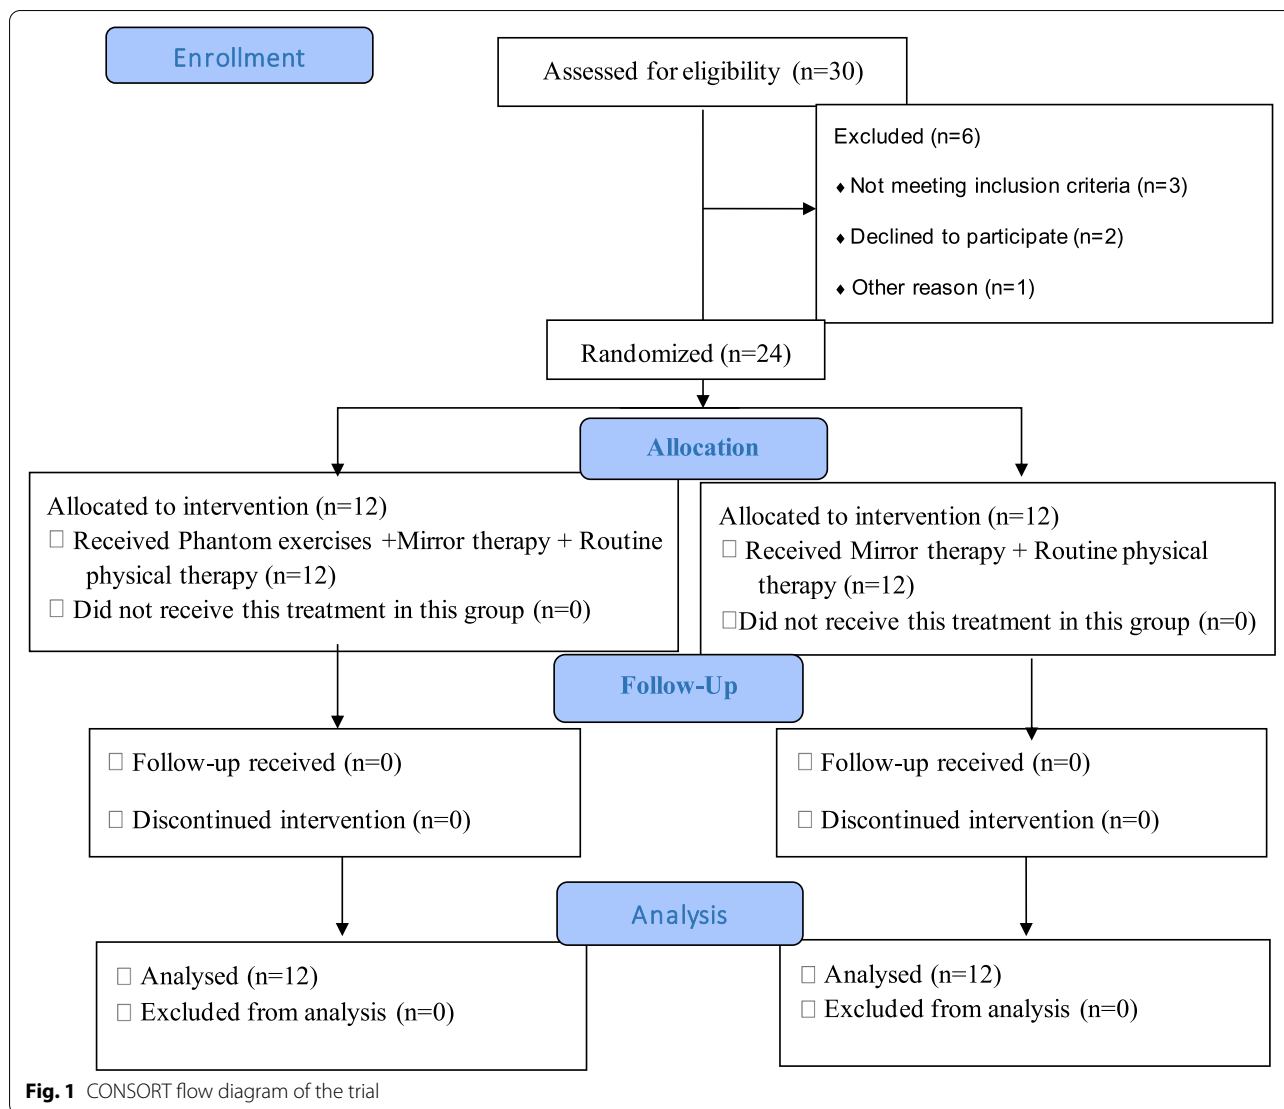 Enrollment
Assessed for eligibility (n=30)
Excluded (n=6)
♦ Not meeting inclusion criteria (n=3)
♦ Declined to participate (n=2)
♦ Other reason (n=1)
Randomized (n=24)
Allocation
Allocated to intervention (n=12)
□ Received Phantom exercises +Mirror therapy + Routine
physical therapy (n=12)
□ Did not receive this treatment in this group (n=0)
Allocated to intervention (n=12)
□ Received Mirror therapy + Routine physical
therapy (n=12)
□Did not receive this treatment in this group (n=0)
Follow-Up
□ Follow-up received (n=0)
□ Discontinued intervention (n=0)
□ Follow-up received (n=0)
□ Discontinued intervention (n=0)
Analysis
□ Analysed (n=12)
□ Excluded from analysis (n=0)
□ Analysed (n=12)
□ Excluded from analysis (n=0)
Fig. 1 CONSORT flow diagram of the trial